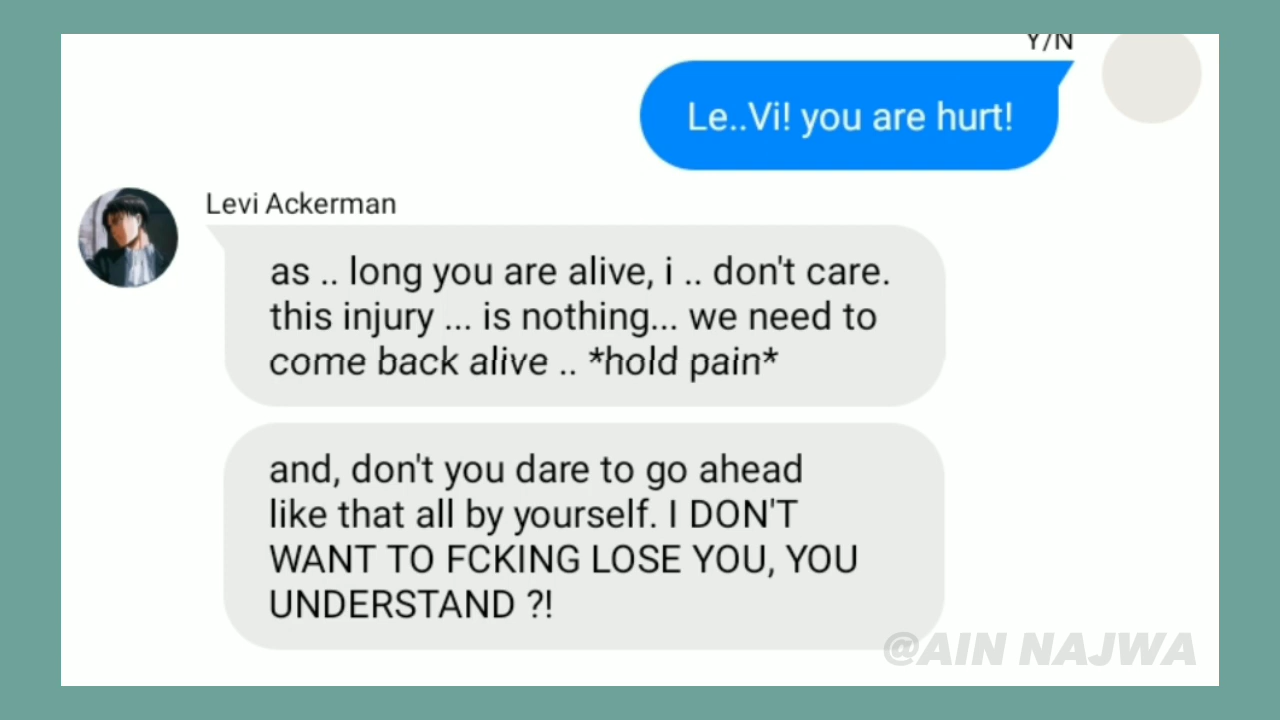 Y/N
Le..Vi! you are hurt!
Levi Ackerman
as .. long you are alive, i .. don't care.
this injury ... is nothing... we need to
come back alive .. *hold pain*
and, don't you dare to go ahead
like that all by yourself. I DON'T
WANT TO FCKING LOSE YOU, YOU
UNDERSTAND ?!
@AIN NAJWA